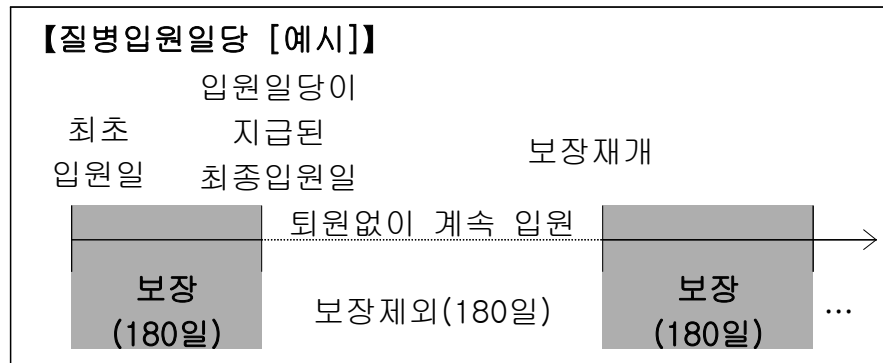 【질병입원일당 [예시]】
최초
입원일
입원일당이
지급된
최종입원일
보장재개
퇴원없이 계속 입원
보장
(180일)
보장제외(180일)
보장
(180일)
…